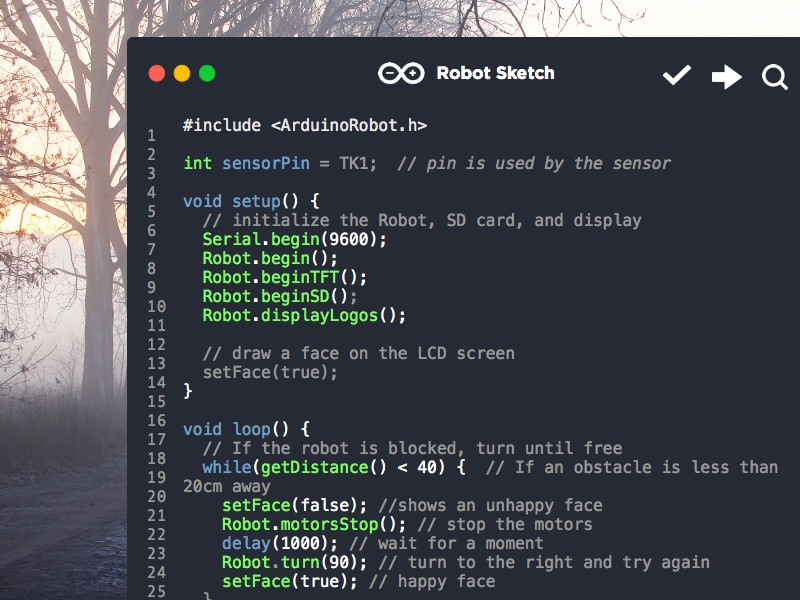 Robot Sketch
1 #include <ArduinoRobot.h>
2
3 int sensorPin = TK1;  // pin is used by the sensor
4
5 void setup() {
6   // initialize the Robot, SD card, and display
7   Serial.begin(9600);
8   Robot.begin();
9   Robot.beginTFT();
10   Robot.beginSD();
11   Robot.displayLogos();
12
13   // draw a face on the LCD screen
14   setFace(true);
15 }
16
17 void loop() {
18   // If the robot is blocked, turn until free
19   while(getDistance() < 40) {  // If an obstacle is less than
20 20cm away
21     setFace(false); //shows an unhappy face
22     Robot.motorsStop(); // stop the motors
23     delay(1000); // wait for a moment
24     Robot.turn(90); // turn to the right and try again
25     setFace(true); // happy face
}